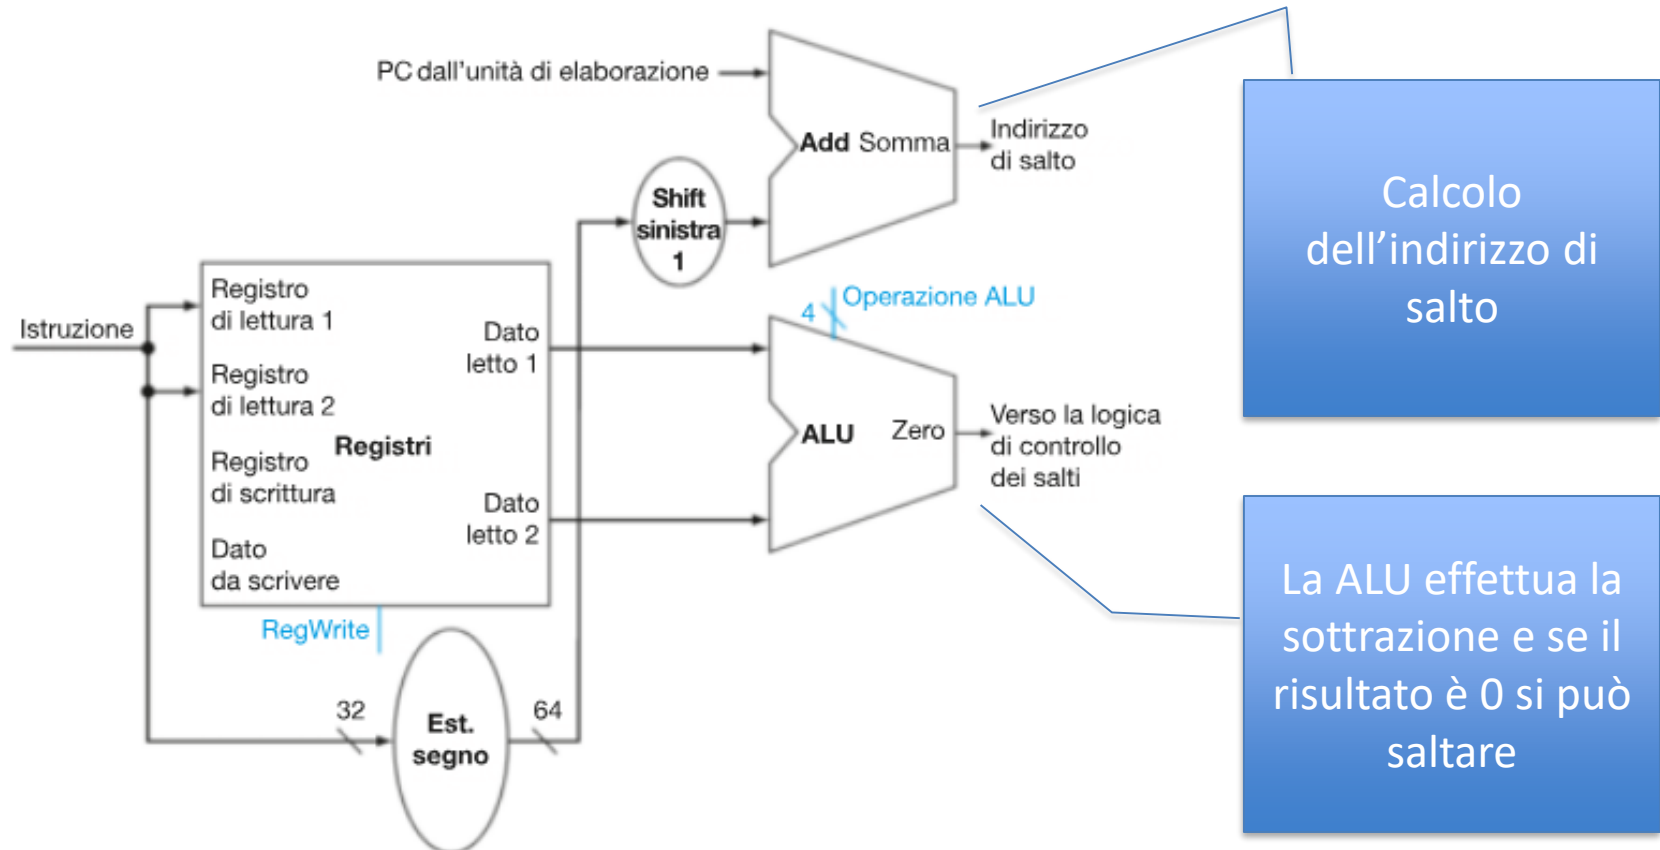 PC dall'unità di elaborazione
Add Somma
Indirizzo
di salto
Shift
sinistra
1
Calcolo
dell’indirizzo di
salto
Istruzione
Registro
di lettura 1
Registro
di lettura 2
Registri
Registro
di scrittura
Dato
da scrivere
Dato
letto 1
Dato
letto 2
RegWrite
4
Operazione ALU
ALU
Zero
Verso la logica
di controllo
dei salti
32
Est.
segno
64
La ALU effettua la
sottrazione e se il
risultato è 0 si può
saltare